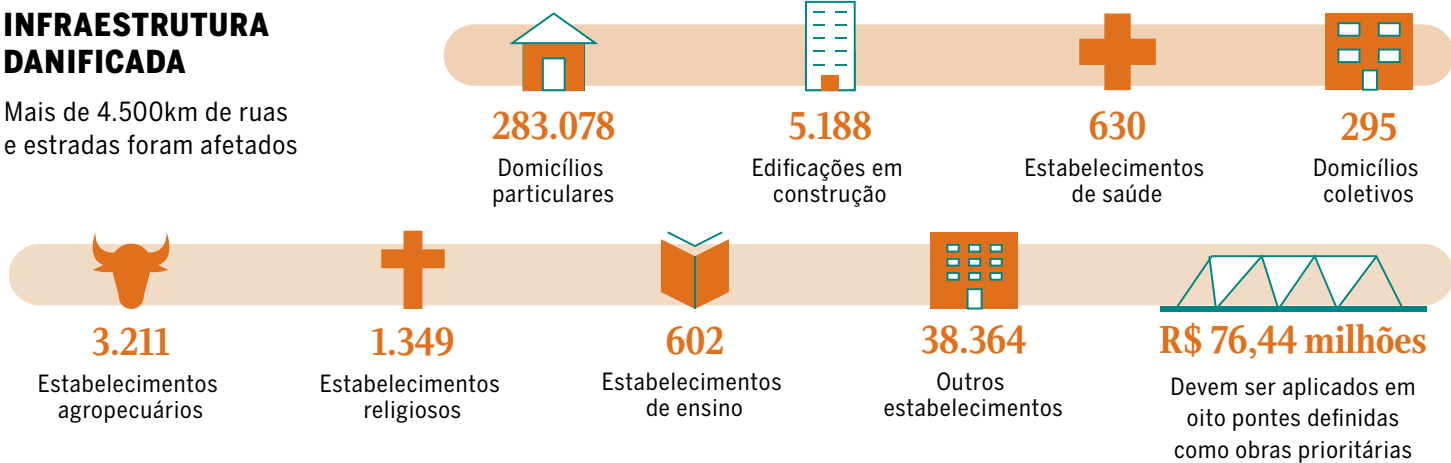 INFRAESTRUTURA
DANIFICADA
Mais de 4.500km de ruas
e estradas foram afetados
283.078
Domicílios
particulares
5.188
Edificações em
construção
630
Estabelecimentos
de saúde
295
Domicílios
coletivos
3.211
Estabelecimentos
agropecuários
1.349
Estabelecimentos
religiosos
602
Estabelecimentos
de ensino
38.364
Outros
estabelecimentos
R$ 76,44 milhões
Devem ser aplicados em
oito pontes definidas
como obras prioritárias